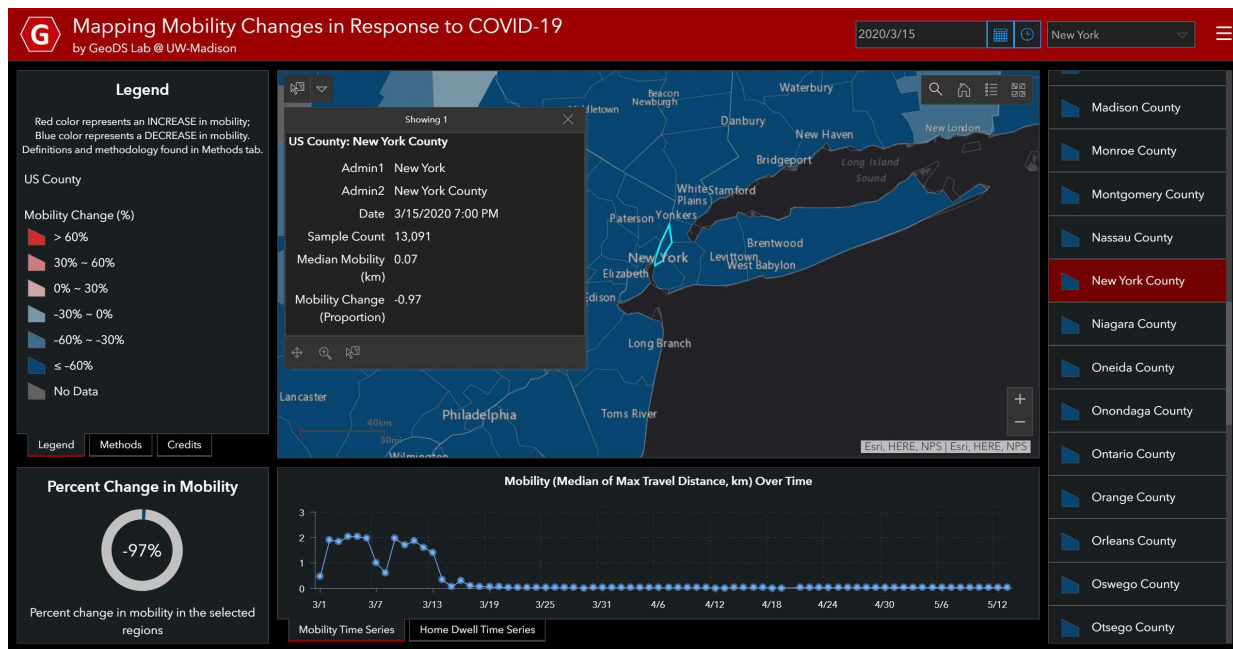 G
Mapping Mobility Changes in Response to COVID-19
by GeoDS Lab @ UW-Madison
2020/3/15
New York
Legend
Red color represents an INCREASE in mobility;
Blue color represents a DECREASE in mobility.
Definitions and methodology found in Methods tab.
US County
Mobility Change (%)
> 60%
30% ~ 60%
0% ~ 30%
-30% ~ 0%
-60% ~ -30%
≤ -60%
No Data
Legend
Methods
Credits
Percent Change in Mobility
-97%
Percent change in mobility in the selected
regions
Showing 1
US County: New York County
Admin1 New York
Admin2 New York County
Date 3/15/2020 7:00 PM
Sample Count 13,091
Median Mobility 0.07
(km)
Mobility Change -0.97
(Proportion)
Beacon
Newburgh
Waterbury
Danbury
New Haven
New London
Bridgeport
Long Island
Sound
White
Plains
Stamford
Paterson
Yonkers
Brentwood
New York
Levittown
West Babylon
Elizabeth
Edison
Long Branch
Lancaster
Philadelphia
Toms River
40km
30mi
Wilmington
+
−
Esri, HERE, NPS | Esri, HERE, NPS
Mobility (Median of Max Travel Distance, km) Over Time
3
2
1
0
3/1
3/7
3/13
3/19
3/25
3/31
4/6
4/12
4/18
4/24
4/30
5/6
5/12
Mobility Time Series
Home Dwell Time Series
Madison County
Monroe County
Montgomery County
Nassau County
New York County
Niagara County
Oneida County
Onondaga County
Ontario County
Orange County
Orleans County
Oswego County
Otsego County